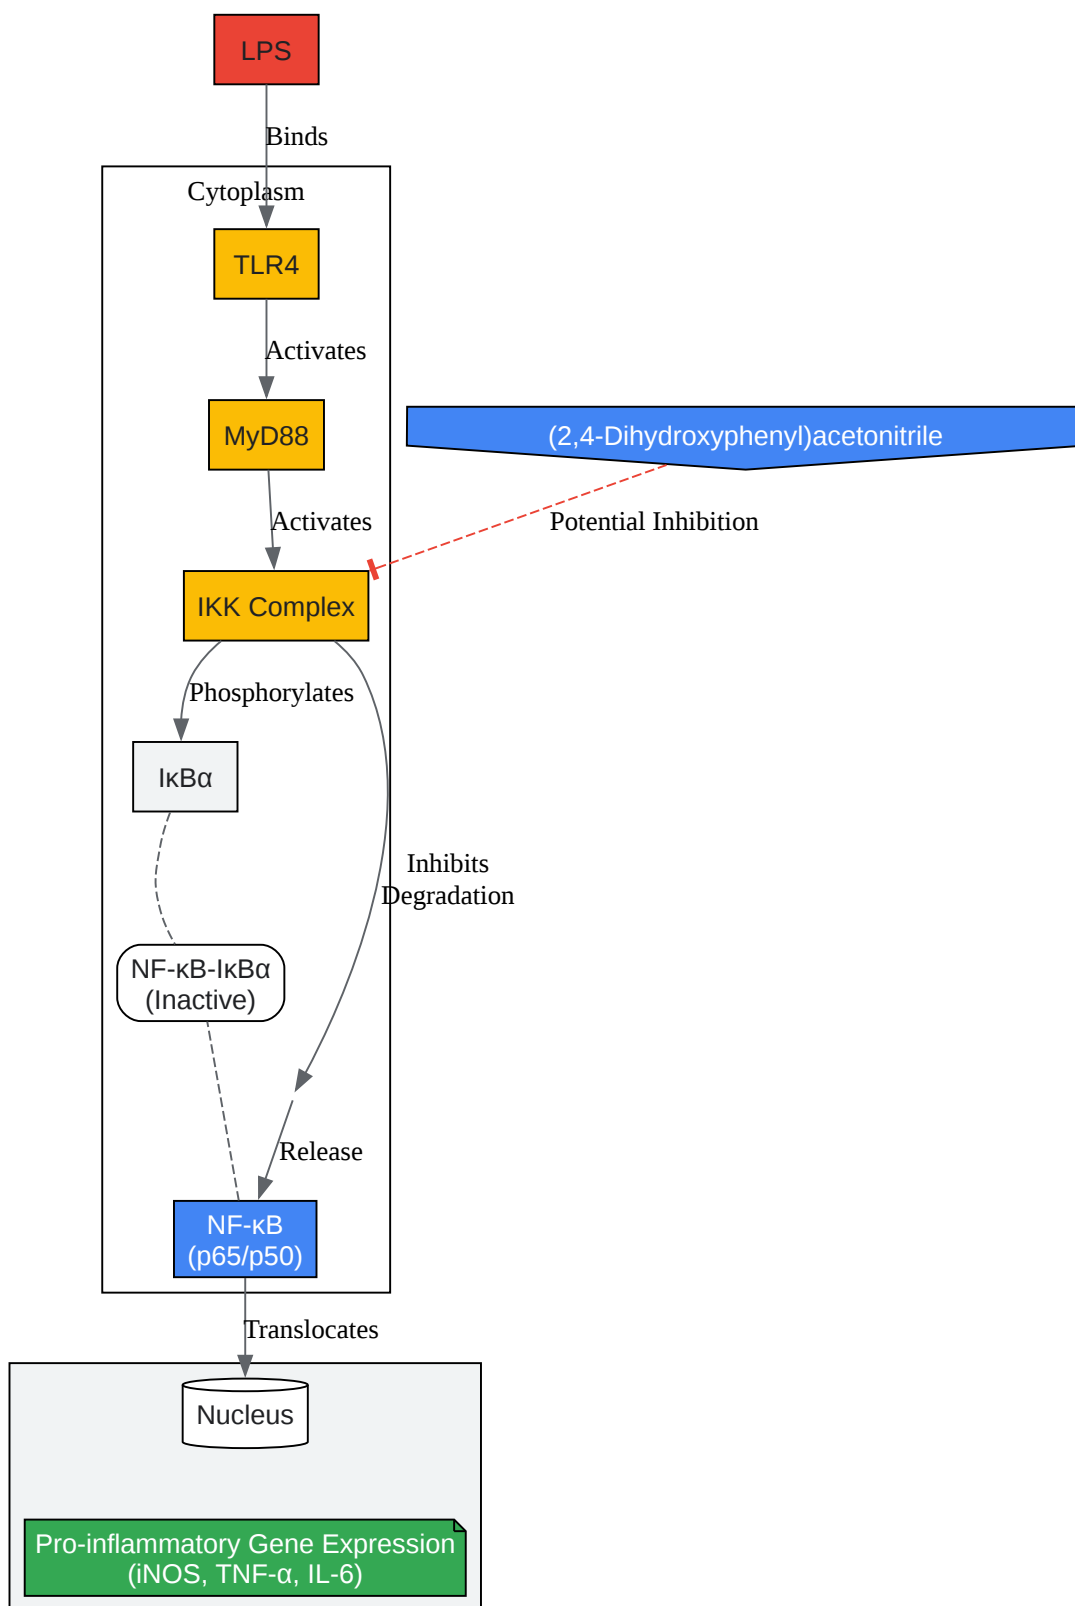 LPS
Binds
Cytoplasm
TLR4
Activates
MyD88
(2,4-Dihydroxyphenyl)acetonitrile
Activates
Potential Inhibition
IKK Complex
Phosphorylates
IκBα
Inhibits
Degradation
NF-κB-IκBα
(Inactive)
Release
NF-κB
(p65/p50)
Translocates
Nucleus
Pro-inflammatory Gene Expression
(iNOS, TNF-α, IL-6)